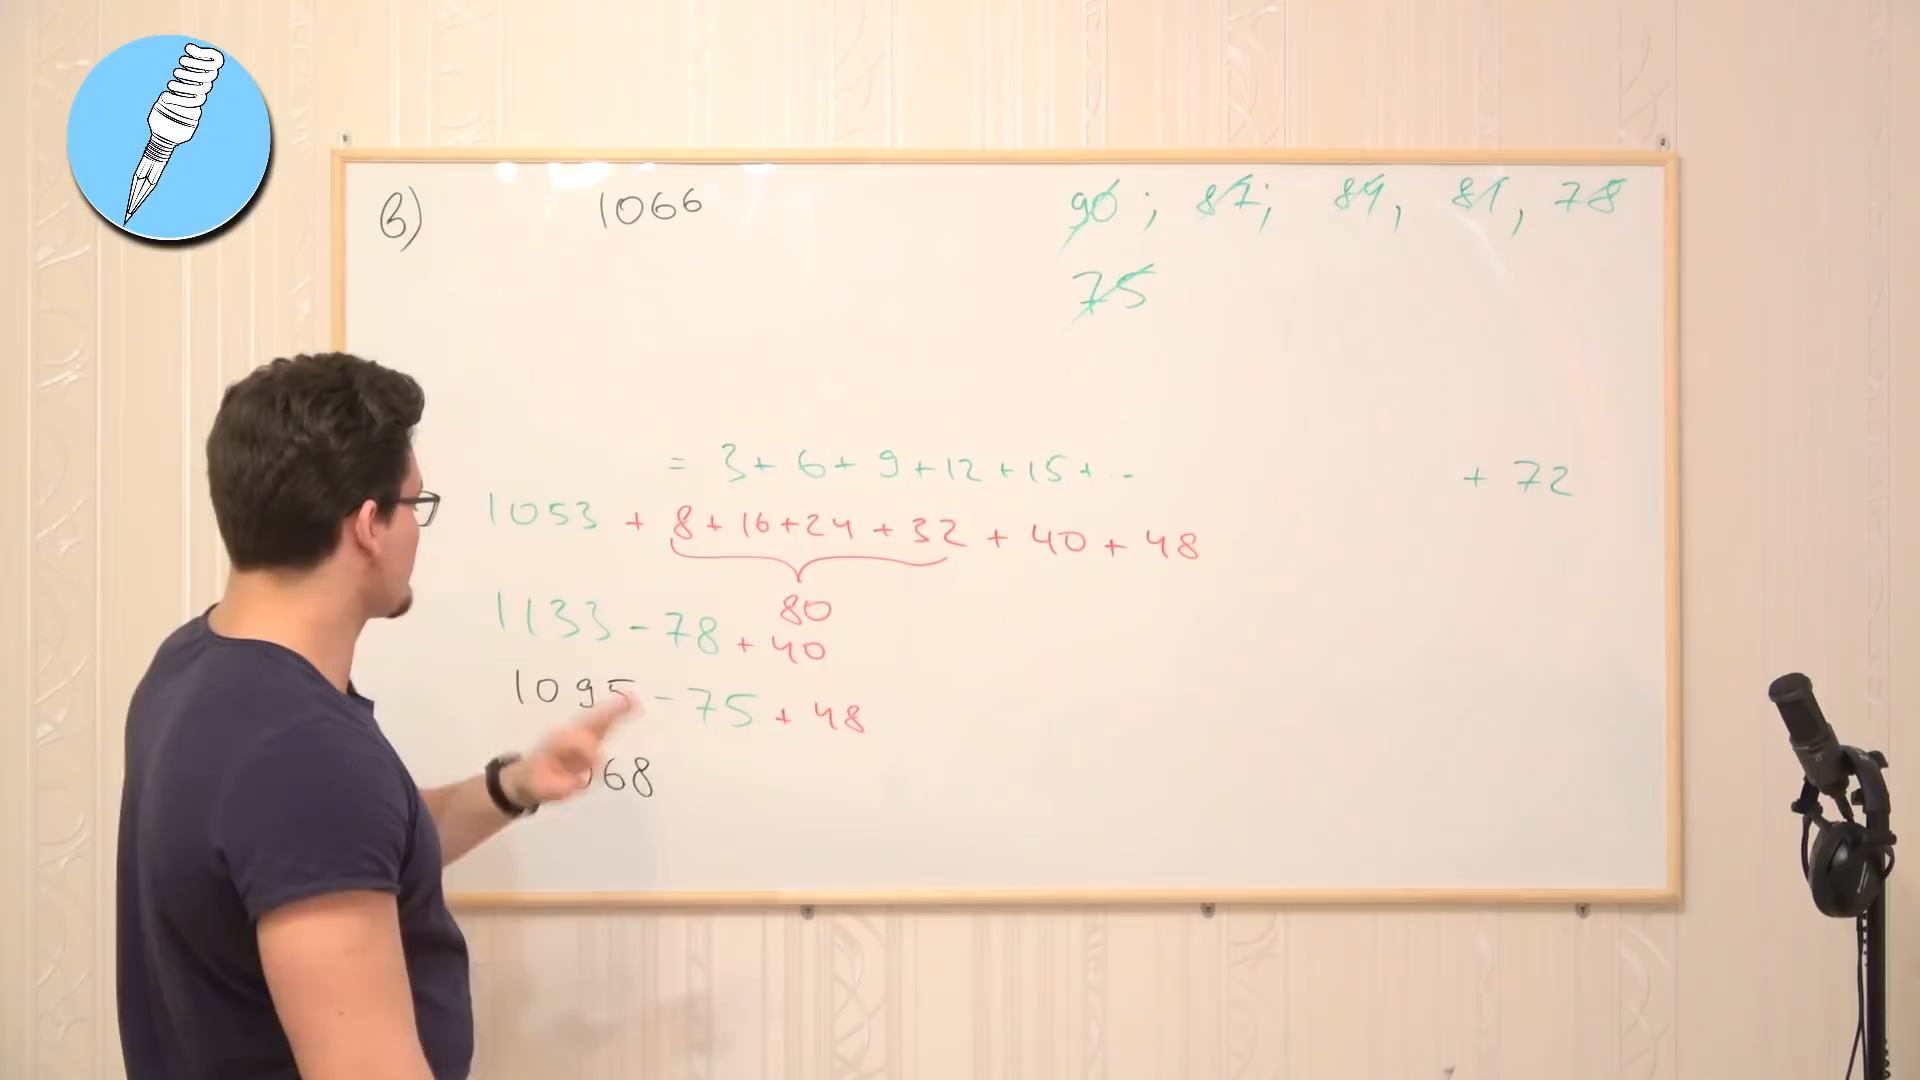 в) 1066 90; 87; 84, 81, 78
75
= 3+ 6+ 9+12+15+.. + 72
1053 + 8+16+24+32+40+48
80
1133-78+40
1095-75+48
068